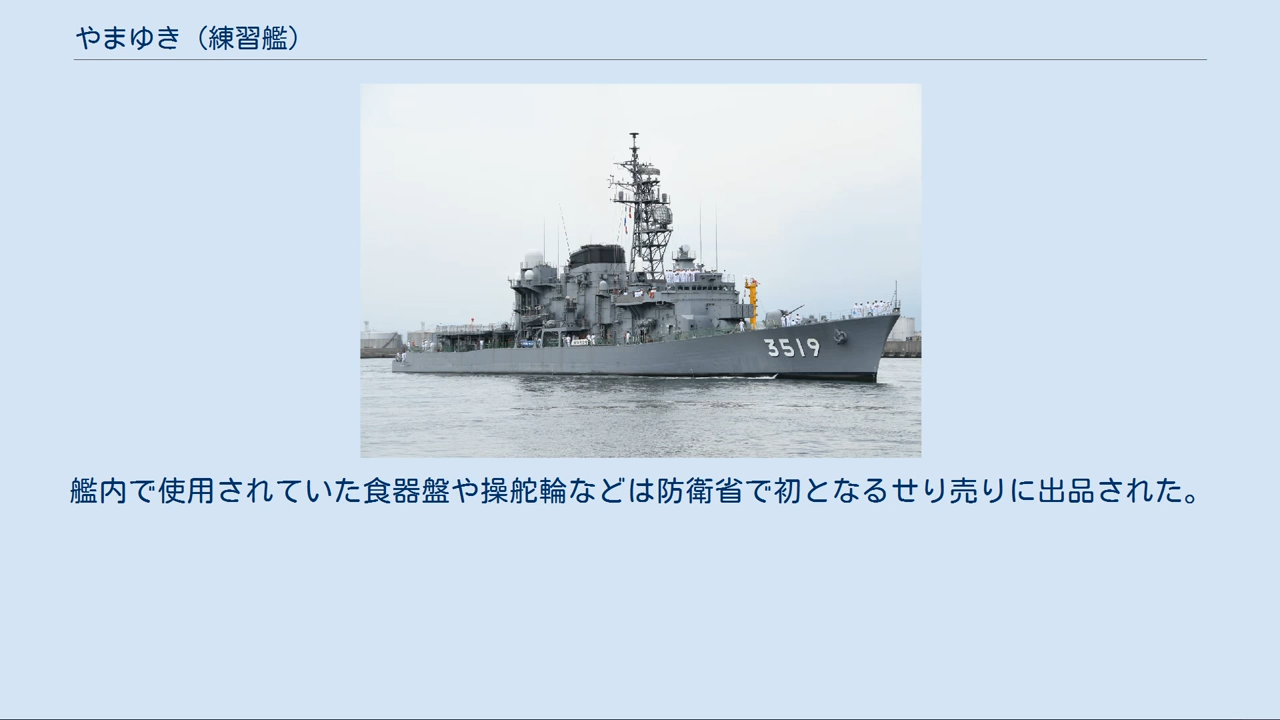 やまゆき（練習艦）
3519
艦内で使用されていた食器盤や操舵輪などは防衛省で初となるせり売りに出品された。